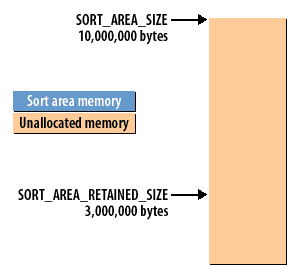 SORT_AREA_SIZE
10,000,000 bytes
Sort area memory
Unallocated memory
SORT_AREA_RETAINED_SIZE
3,000,000 bytes